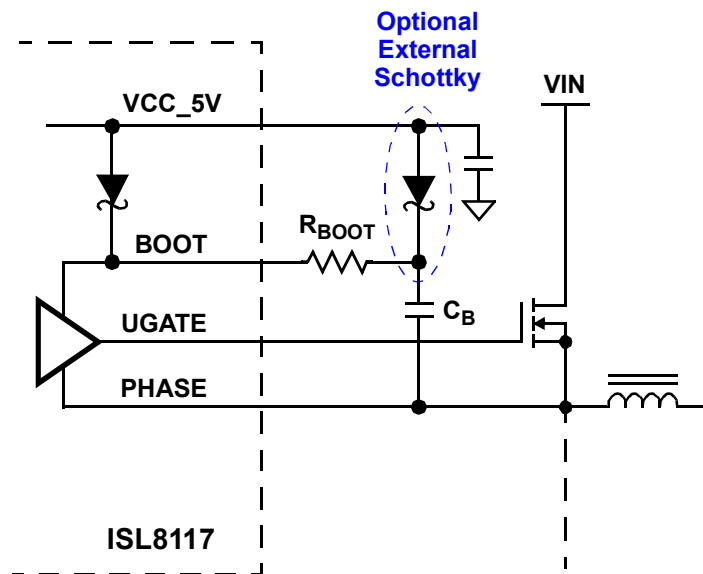 Optional
External
Schottky
VCC_5V
VIN
BOOT
RBOOT
CB
UGATE
PHASE
ISL8117